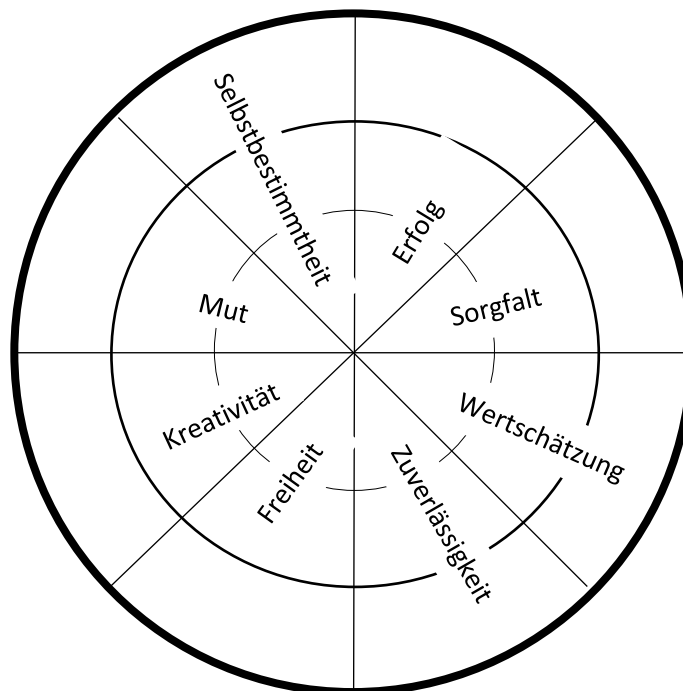 Selbstbestimmtheit
Erfolg
Sorgfalt
Wertschätzung
Zuverlässigkeit
Freiheit
Kreativität
Mut